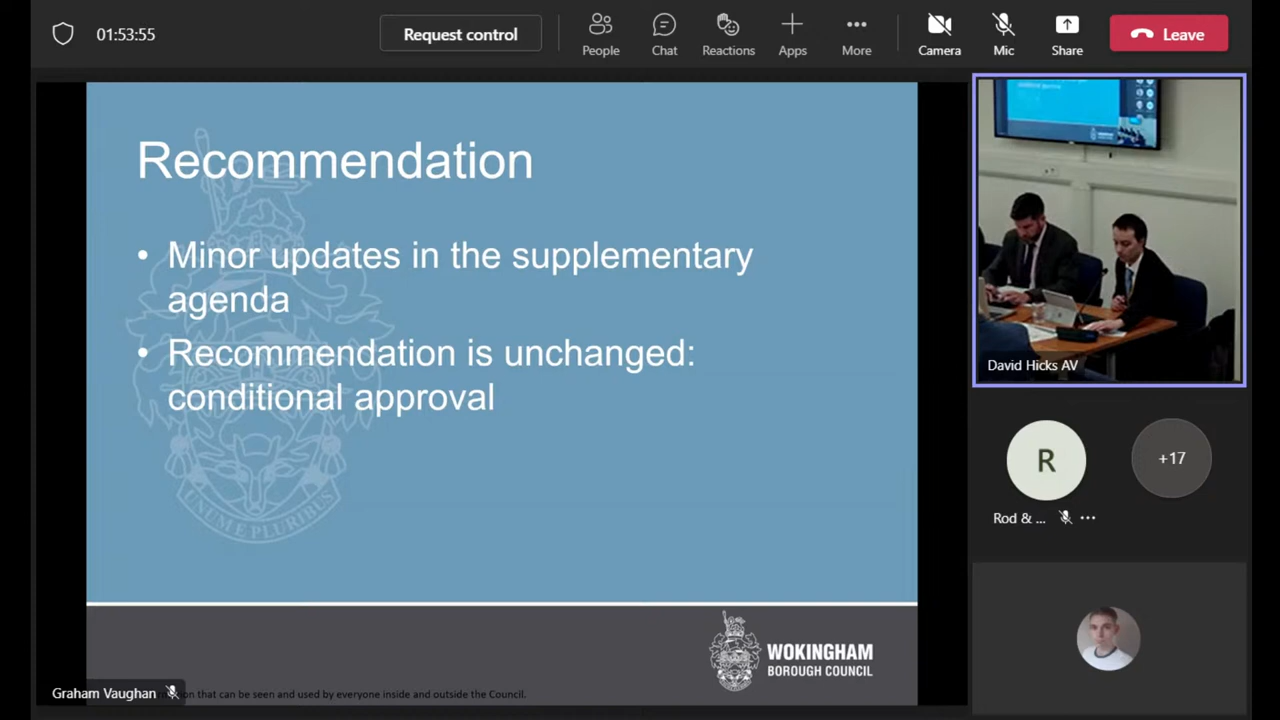 01:53:55
Request control
People
Chat
Reactions
Apps
More
Camera
Mic
Share
Leave
Recommendation
• Minor updates in the supplementary
agenda
• Recommendation is unchanged:
conditional approval
UNUM E PLURIBUS
WOKINGHAM
BOROUGH COUNCIL
Graham Vaughan
on that can be seen and used by everyone inside and outside the Council.
David Hicks AV
R
+17
Rod & ...